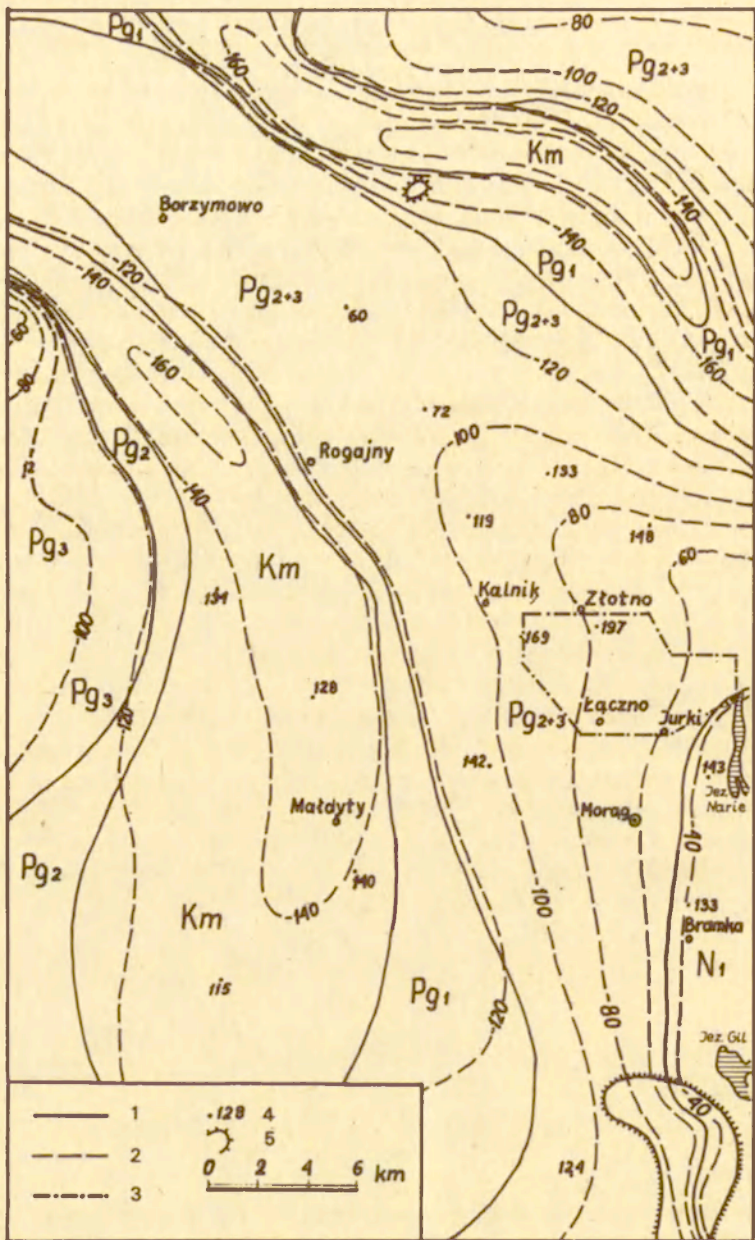 Pg₁
80
160
100
Pg₂₊₃
120
Km
Borzymowo
140
140
Pg₁
120
Pg₂₊₃
140
.60
Pg₂₊₃
Pg₁
160
160
120
60
80
.72
100
Pg₂
Rogajny
.133
140
.119
80
148
Pg₃
60
Km
Kalnik
Złotno
131
169
.197
100
Pg₃
128
Pg₂₊₃
Łączno
Jurki
120
142.
143
Jez.
Narie
Małdyty
Morąg
40
Pg₂
140
140
100
133
Bramka
Km
N₁
115
Pg₁
120
80
Jez. Gil
40
124
1
.128 4
2
5
3
0 2 4 6 km